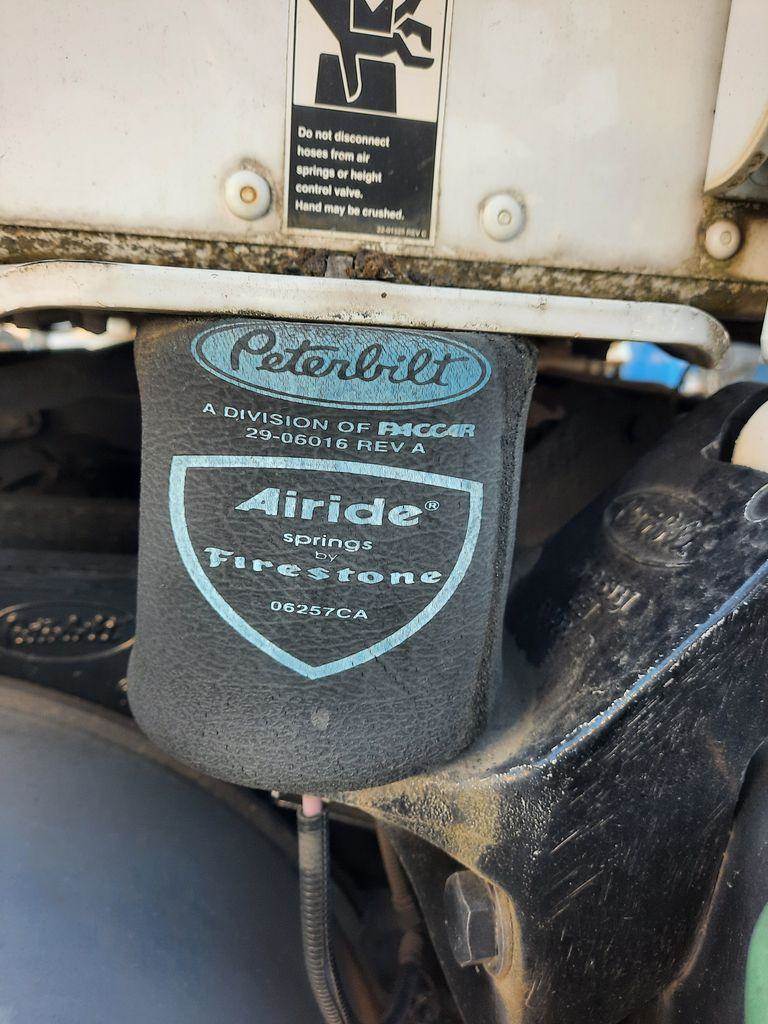 Do not disconnect
hoses from air
springs or height
control valve.
Hand may be crushed.
Peterbilt
A DIVISION OF PACCAR
29-06016 REV A
Airide®
springs
BY
Firestone
06257CA